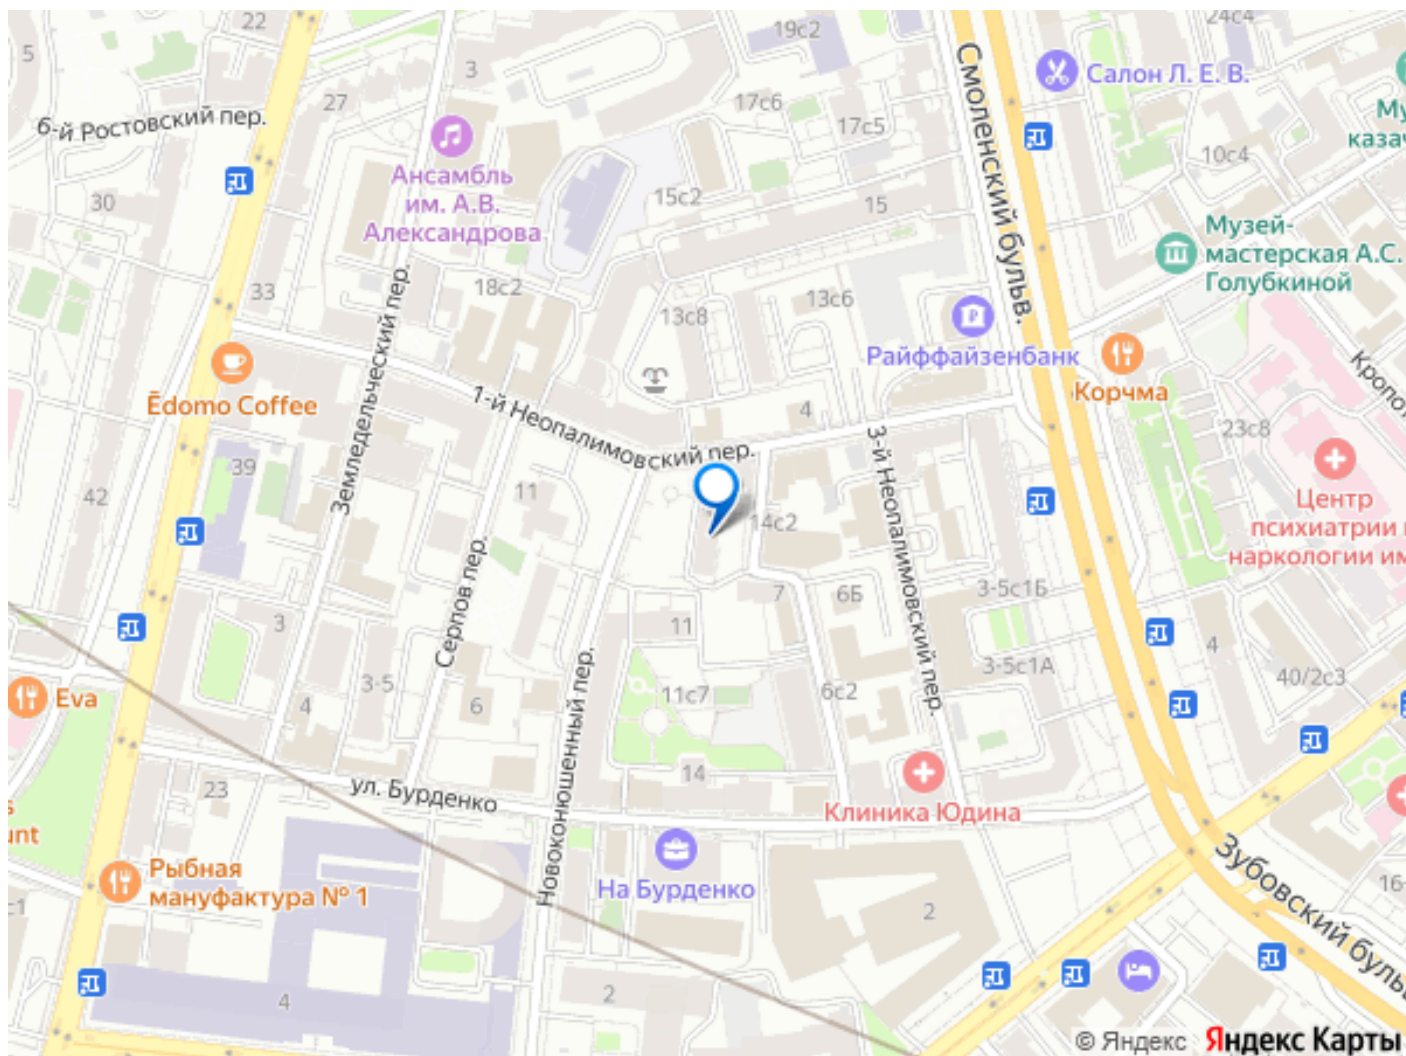 22
5
3
19с2
24с4
Салон Л. Е. В.
Му
каза
27
17с6
17с5
6-й Ростовский пер.
Смоленский бульв.
10с4
Ансамбль
им. А.В.
Александрова
30
15с2
15
Музей-
мастерская А.С.
Голубкиной
33
18с2
13с8
13с6
Райффайзенбанк
Корчма
Кропо
Ēdomo Coffee
Земледельческий пер.
1-й Неопалимовский пер.
4
3-й Неопалимовский пер.
23с8
39
42
11
14с2
Центр
психиатрии и
наркологии им
Серпов пер.
7
6Б
3-5с1Б
3
11
4
3-5с1А
40/2с3
Eva
3-5
4
6
11с7
6с2
Новоконюшенный пер.
14
23
ул. Бурденко
Клиника Юдина
s
unt
Рыбная
мануфактура № 1
На Бурденко
Зубовский бульв.
16-
с1
2
4
2
© Яндекс Яндекс Карты